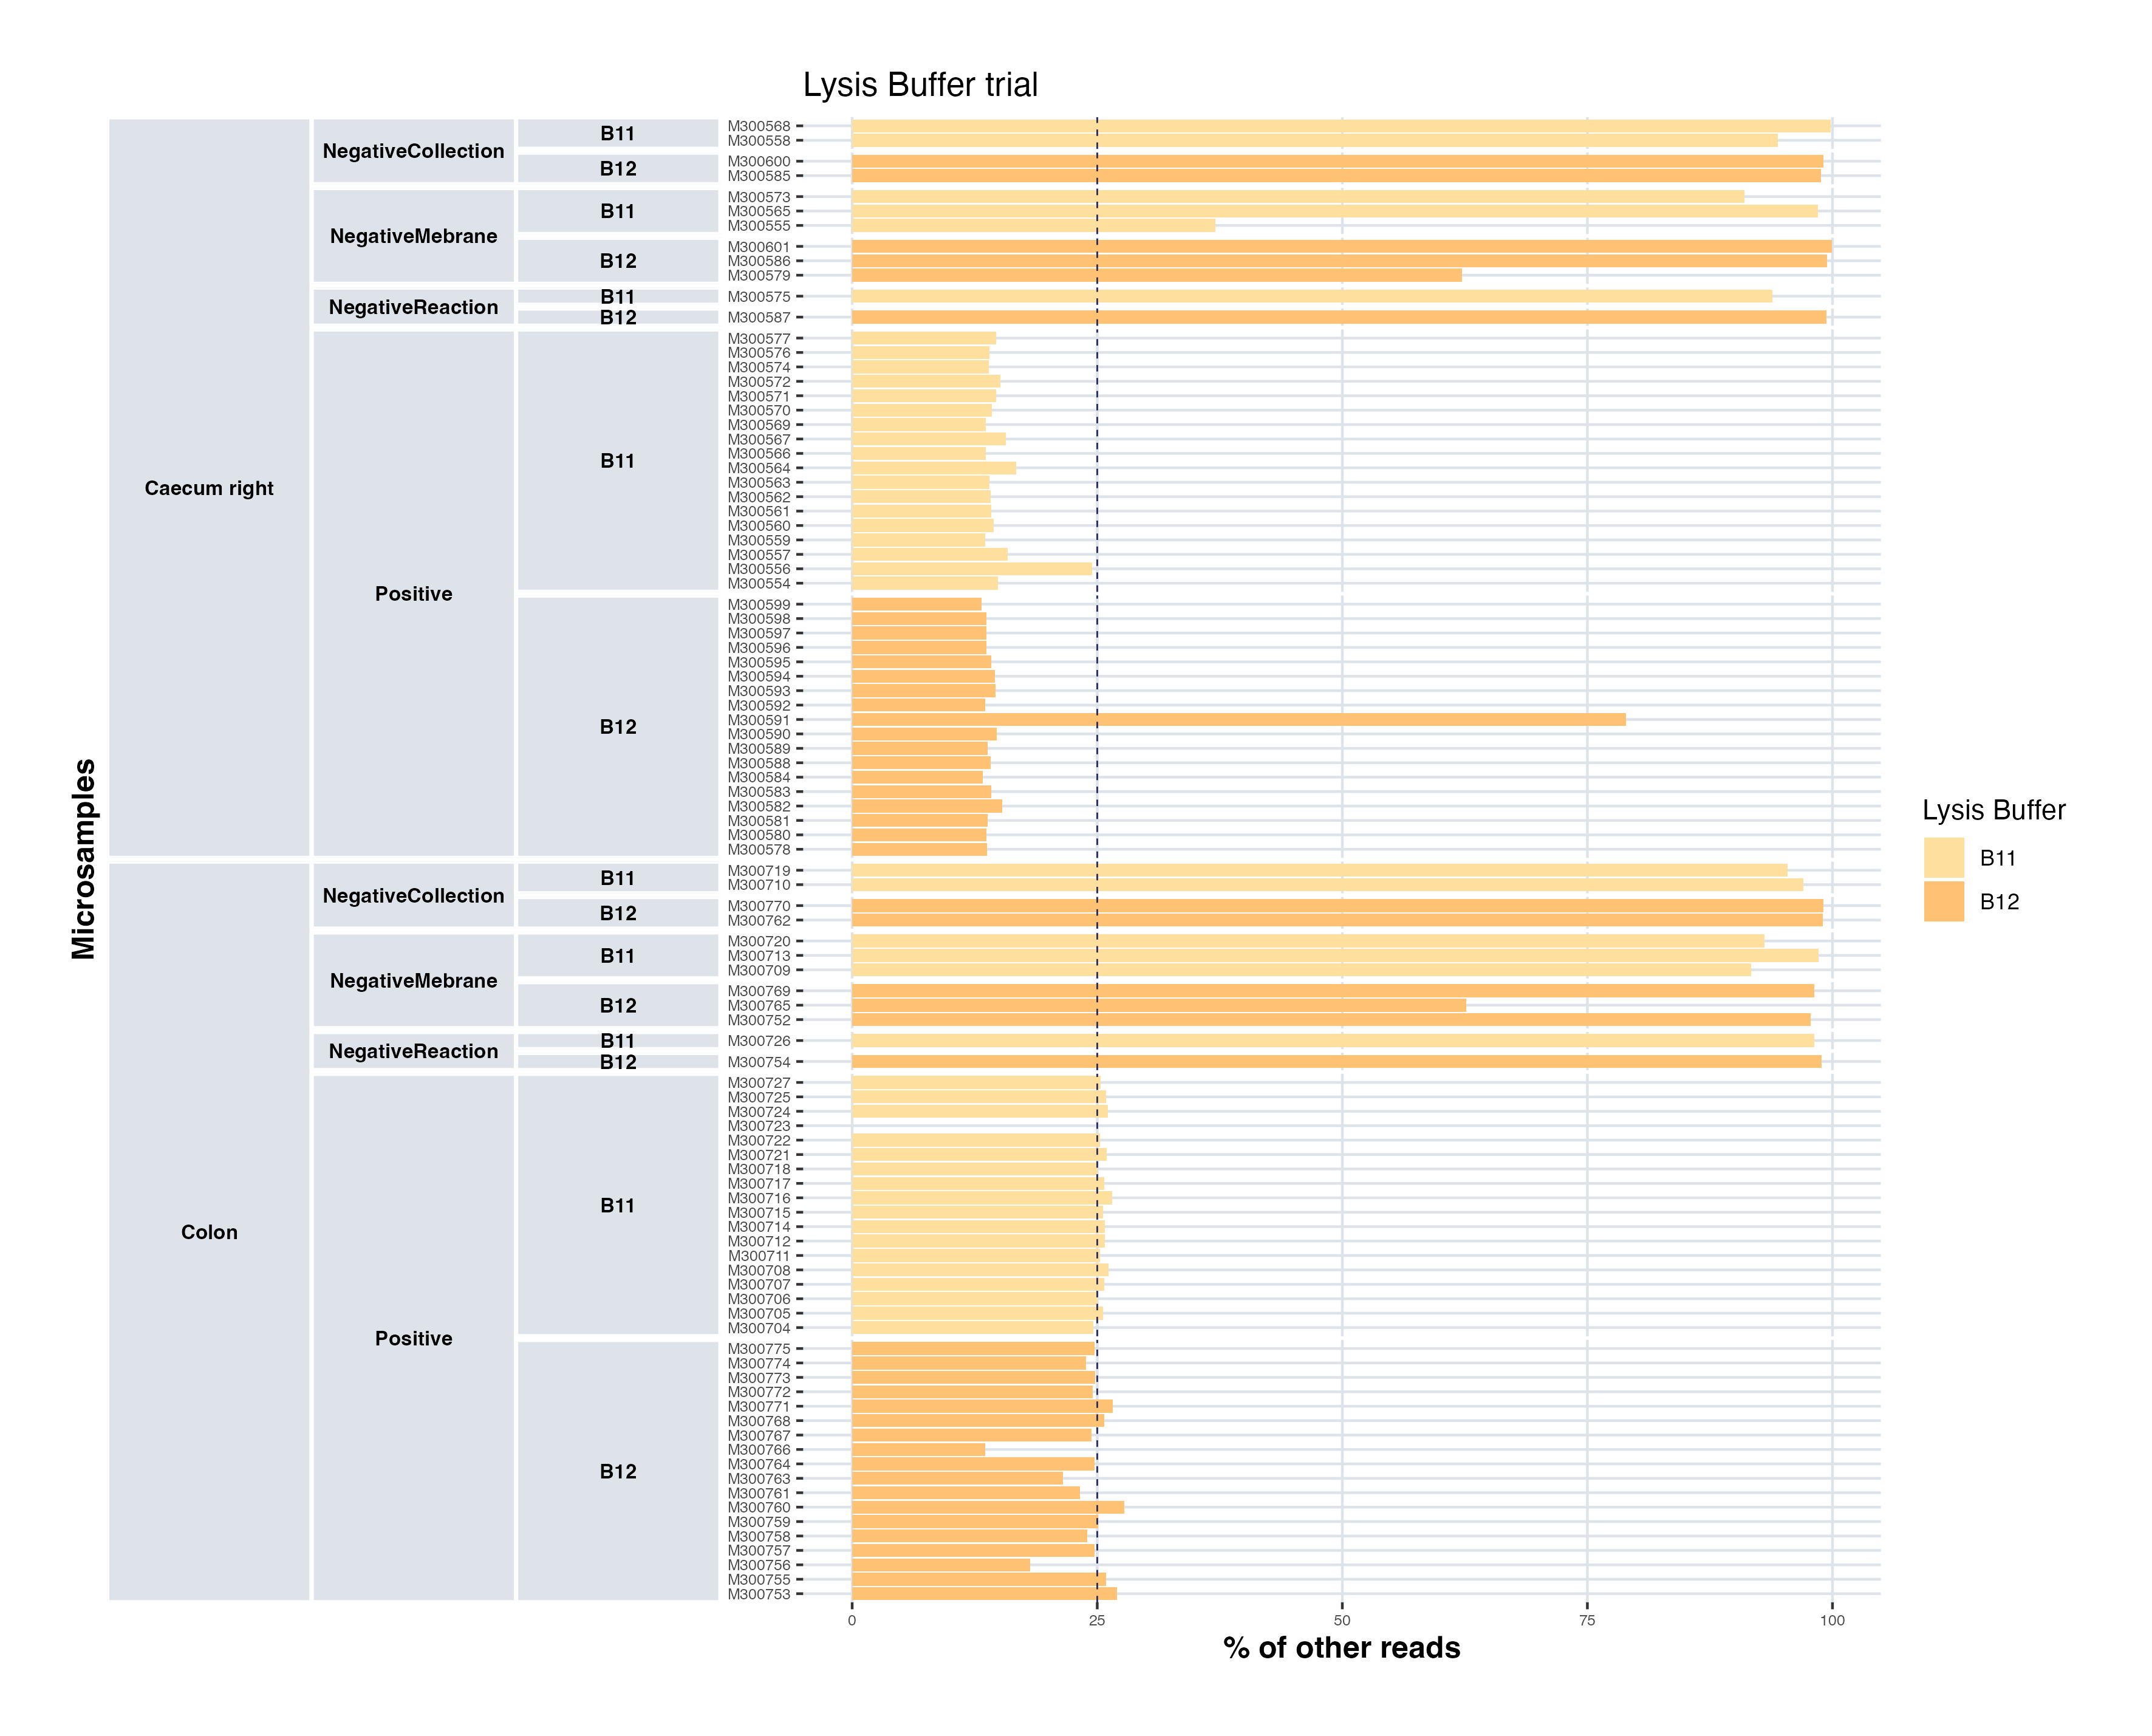 Lysis Buffer trial
Microsamples
Caecum right
NegativeCollection
B11
M300568
M300558
B12
M300600
M300585
NegativeMebrane
B11
M300573
M300565
M300555
B12
M300601
M300586
M300579
NegativeReaction
B11
M300575
B12
M300587
Positive
B11
M300577
M300576
M300574
M300572
M300571
M300570
M300569
M300567
M300566
M300564
M300563
M300562
M300561
M300560
M300559
M300557
M300556
M300554
B12
M300599
M300598
M300597
M300596
M300595
M300594
M300593
M300592
M300591
M300590
M300589
M300588
M300584
M300583
M300582
M300581
M300580
M300578
Colon
NegativeCollection
B11
M300719
M300710
B12
M300770
M300762
NegativeMebrane
B11
M300720
M300713
M300709
B12
M300769
M300765
M300752
NegativeReaction
B11
M300726
B12
M300754
Positive
B11
M300727
M300725
M300724
M300723
M300722
M300721
M300718
M300717
M300716
M300715
M300714
M300712
M300711
M300708
M300707
M300706
M300705
M300704
B12
M300775
M300774
M300773
M300772
M300771
M300768
M300767
M300766
M300764
M300763
M300761
M300760
M300759
M300758
M300757
M300756
M300755
M300753
0 25 50 75 100
% of other reads
Lysis Buffer
B11
B12